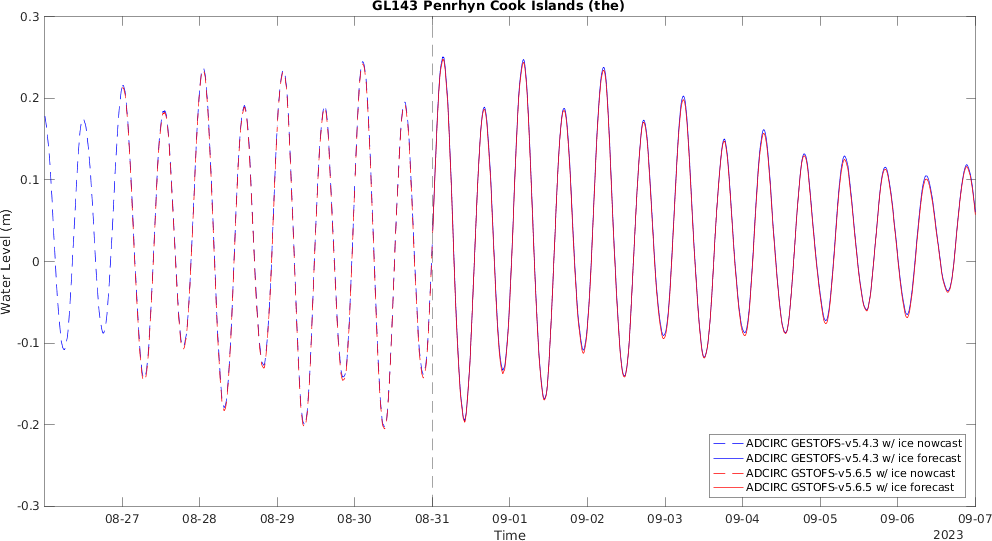 GL143 Penrhyn Cook Islands (the)
0.3
0.2
0.1
0
-0.1
-0.2
-0.3
Water Level (m)
08-27 08-28 08-29 08-30 08-31 09-01 09-02 09-03 09-04 09-05 09-06 09-07
Time
2023
ADCIRC GESTOFS-v5.4.3 w/ ice nowcast
ADCIRC GESTOFS-v5.4.3 w/ ice forecast
ADCIRC GSTOFS-v5.6.5 w/ ice nowcast
ADCIRC GSTOFS-v5.6.5 w/ ice forecast